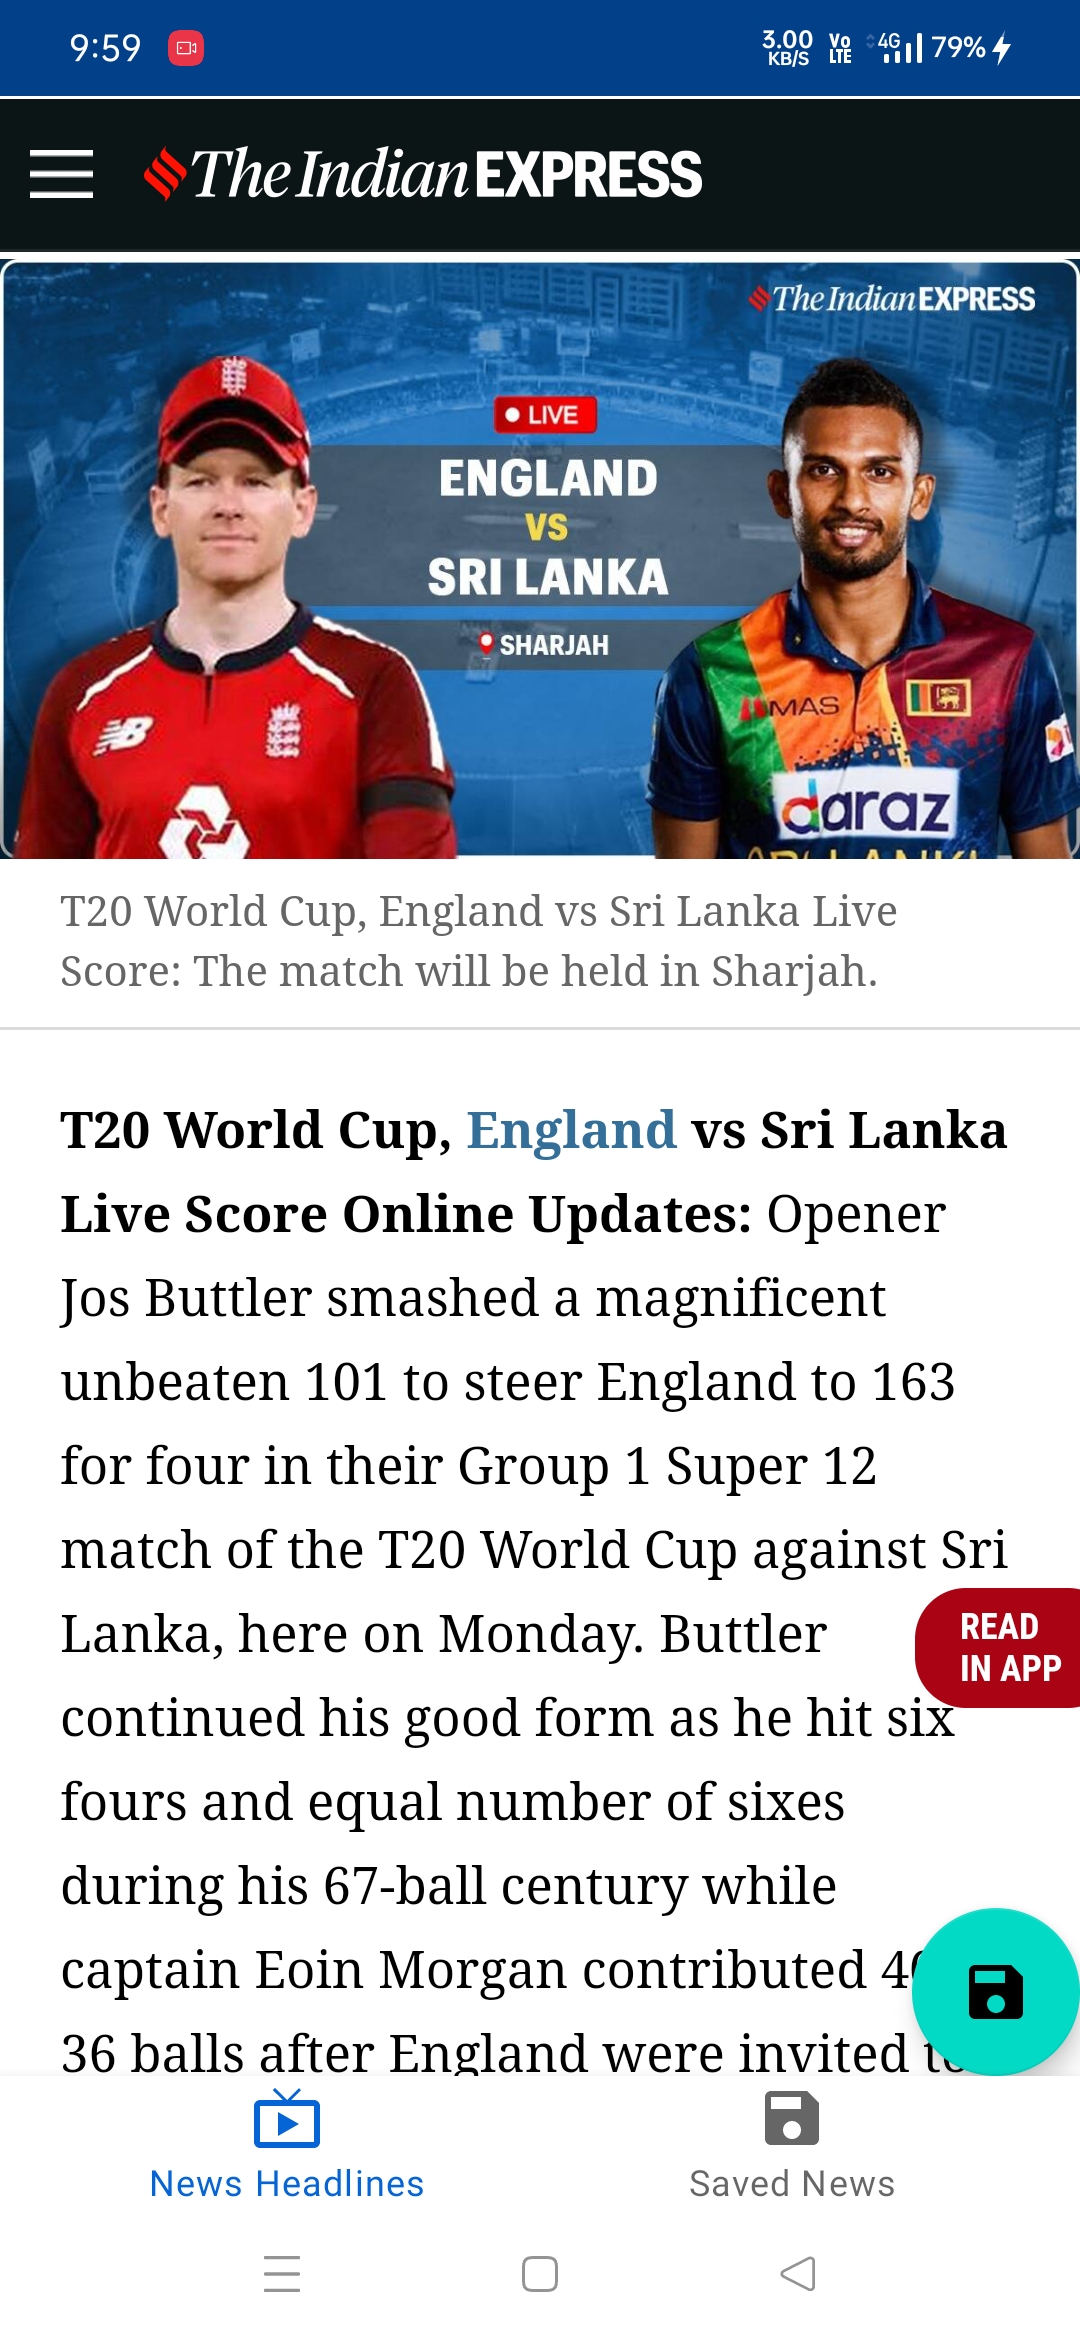 9:59
3.00
KB/S
Vo
LTE
4G
79%
The Indian EXPRESS
The Indian EXPRESS
LIVE
ENGLAND
VS
SRI LANKA
SHARJAH
NB
MAS
daraz
T20 World Cup, England vs Sri Lanka Live
Score: The match will be held in Sharjah.
T20 World Cup, England vs Sri Lanka
Live Score Online Updates: Opener
Jos Buttler smashed a magnificent
unbeaten 101 to steer England to 163
for four in their Group 1 Super 12
match of the T20 World Cup against Sri
Lanka, here on Monday. Buttler
READ
IN APP
continued his good form as he hit six
fours and equal number of sixes
during his 67-ball century while
captain Eoin Morgan contributed
36 balls after England were invited
News Headlines
Saved News